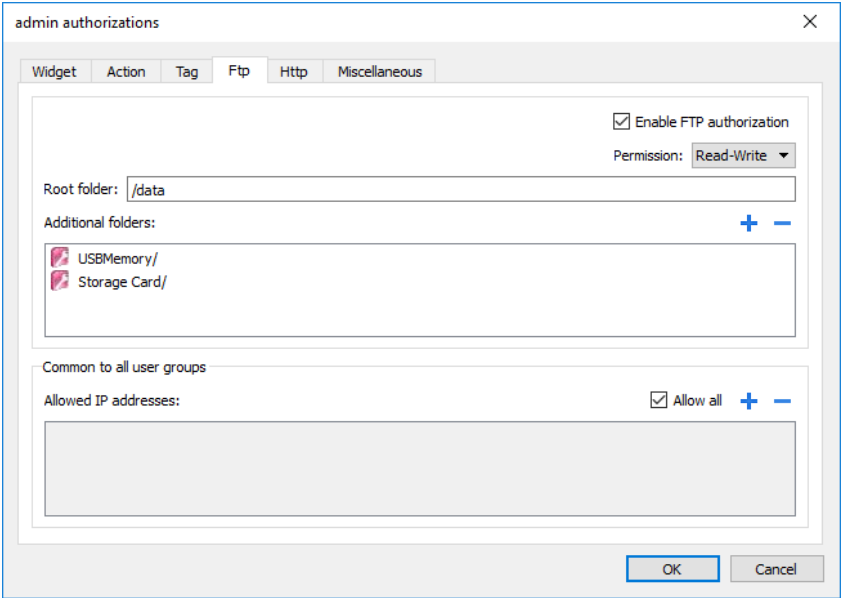 admin authorizations
Widget Action Tag Ftp Http Miscellaneous
Enable FTP authorization
Permission: Read-Write
Root folder: /data
Additional folders:
USBMemory/
Storage Card/
Common to all user groups
Allowed IP addresses: Allow all
OK Cancel